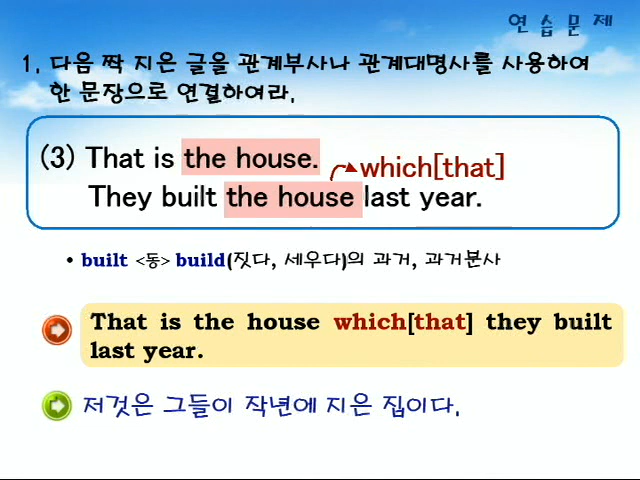 연 습 문 제
1. 다음 짝 지은 글을 관계부사나 관계대명사를 사용하여
한 문장으로 연결하여라.
(3) That is the house.
which[that]
They built the house last year.
• built <동> build(짓다, 세우다)의 과거, 과거분사
That is the house which[that] they built
last year.
저것은 그들이 작년에 지은 집이다.